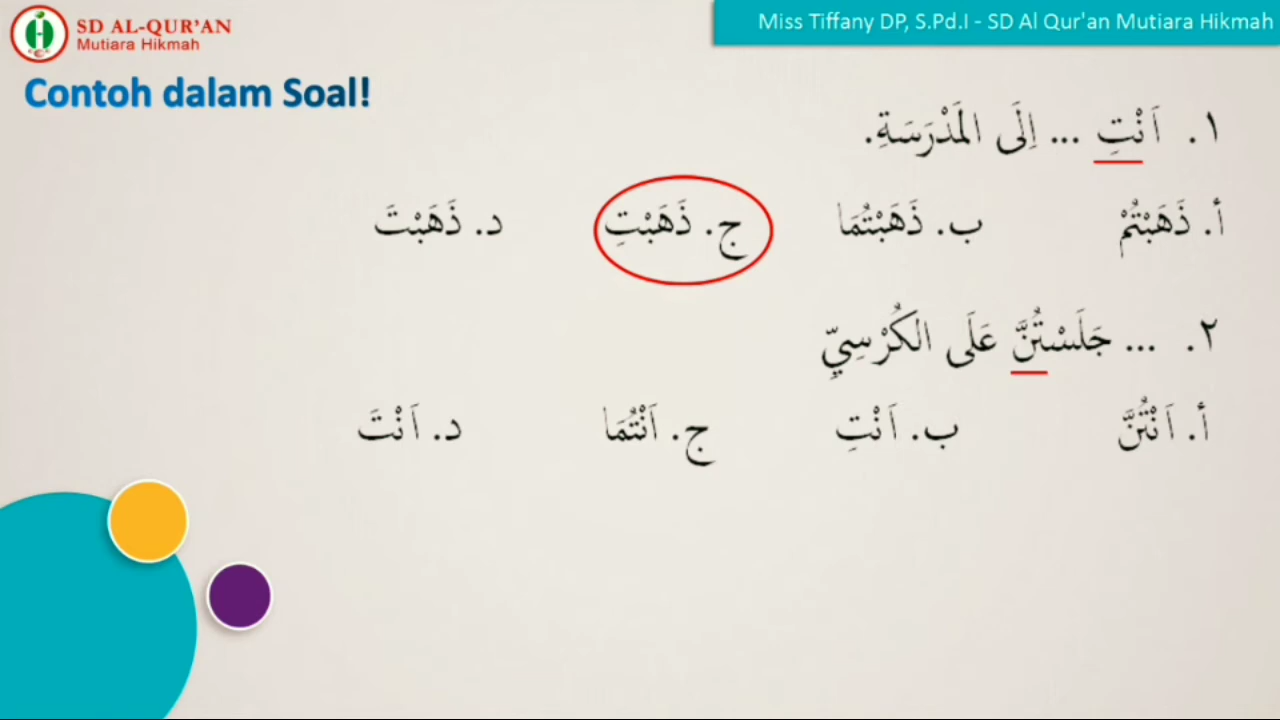 SD AL-QUR'AN
Mutiara Hikmah
Miss Tiffany DP, S.Pd.I - SD Al Qur'an Mutiara Hikmah
Contoh dalam Soal!
١. اَنْتِ ... اِلَى المَدْرَسَةِ.
أ. ذَهَبْتُمْ ب. ذَهَبْتُمَا ج. ذَهَبْتِ د. ذَهَبْتَ
٢. ... جَلَسْتُنَّ عَلَى الكُرْسِيِّ
أ. اَنْتُنَّ ب. اَنْتِ ج. اَنْتُمَا د. اَنْتَ